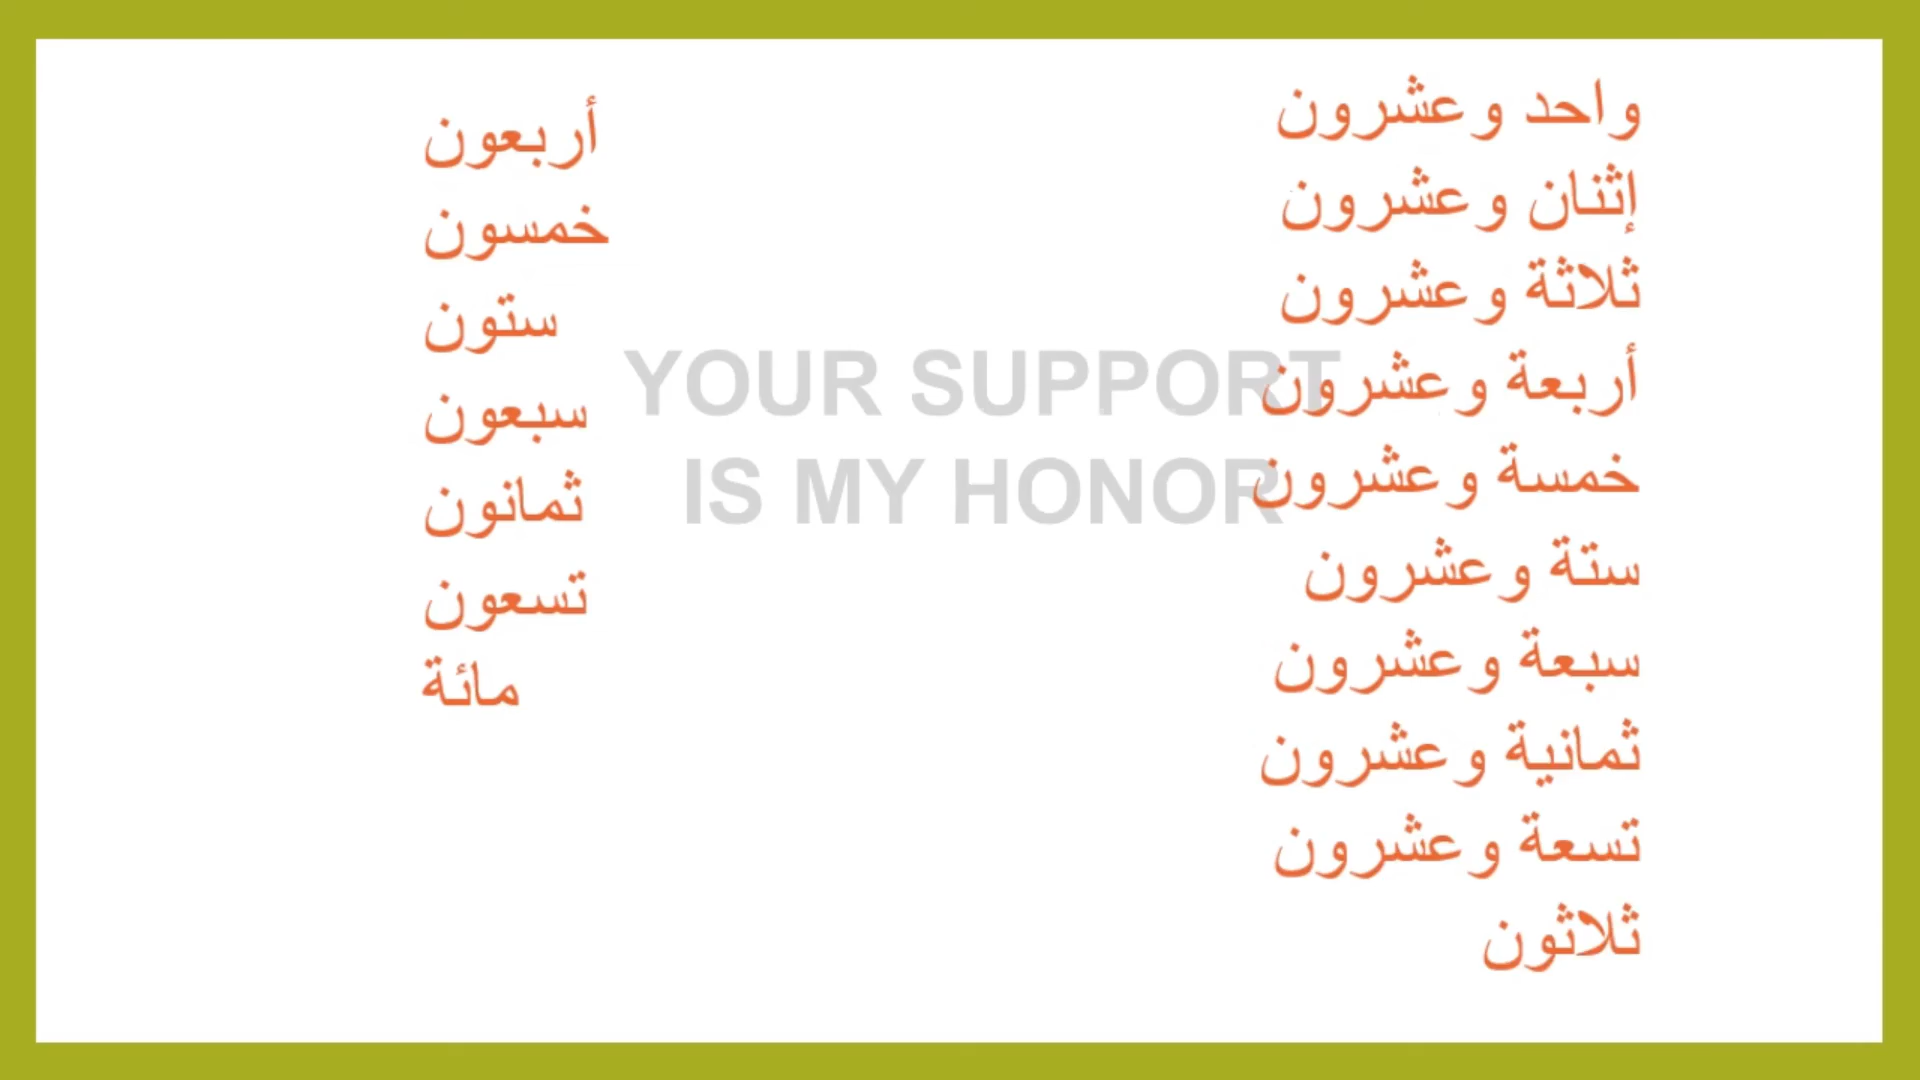 واحد وعشرون
إثنان وعشرون
ثلاثة وعشرون
أربعة وعشرون
خمسة وعشرون
ستة وعشرون
سبعة وعشرون
ثمانية وعشرون
تسعة وعشرون
ثلاثون
أربعون
خمسون
ستون
سبعون
ثمانون
تسعون
مائة
YOUR SUPPORT
IS MY HONOR